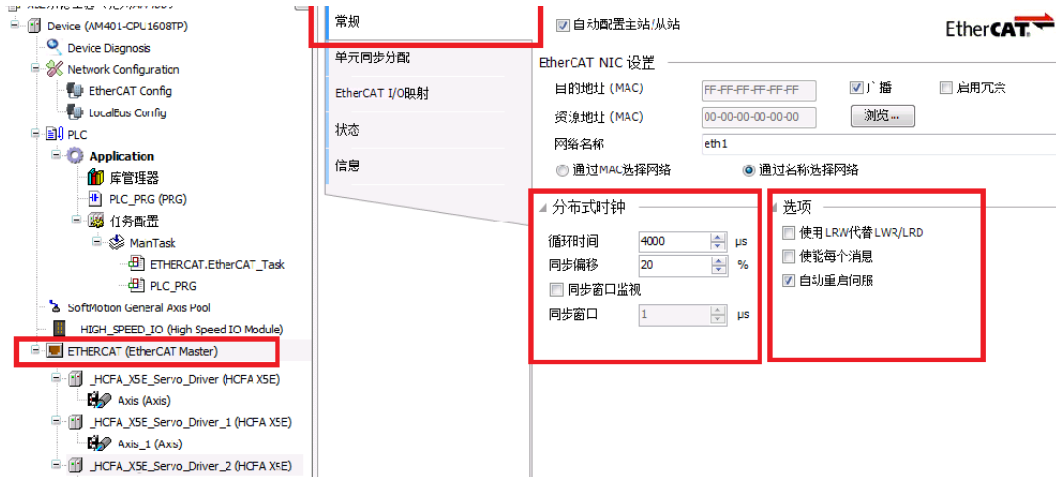 Device (AM401-CPU1608TP)
Device Diagnosis
Network Configuration
EtherCAT Config
LocalBus Config
PLC
Application
库管理器
PLC_PRG (PRG)
任务配置
ManTask
ETHERCAT.EtherCAT_Task
PLC_PRG
SoftMotion General Axis Pool
HIGH_SPEED_IO (High Speed IO Module)
ETHERCAT (EtherCAT Master)
_HCFA_X5E_Servo_Driver (HCFA X5E)
Axis (Axis)
_HCFA_X5E_Servo_Driver_1 (HCFA X5E)
Axis_1 (Axis)
_HCFA_X5E_Servo_Driver_2 (HCFA X5E)
常规
单元同步分配
EtherCAT I/O映射
状态
信息
自动配置主站/从站
EtherCAT
EtherCAT NIC 设置
目的地址 (MAC) FF-FF-FF-FF-FF-FF 广播 启用冗余
资源地址 (MAC) 00-00-00-00-00-00 浏览...
网络名称 eth1
通过MAC选择网络 通过名称选择网络
分布式时钟
循环时间 4000 µs
同步偏移 20 %
同步窗口监视
同步窗口 1 µs
选项
使用LRW代替LWR/LRD
使能每个消息
自动重启伺服